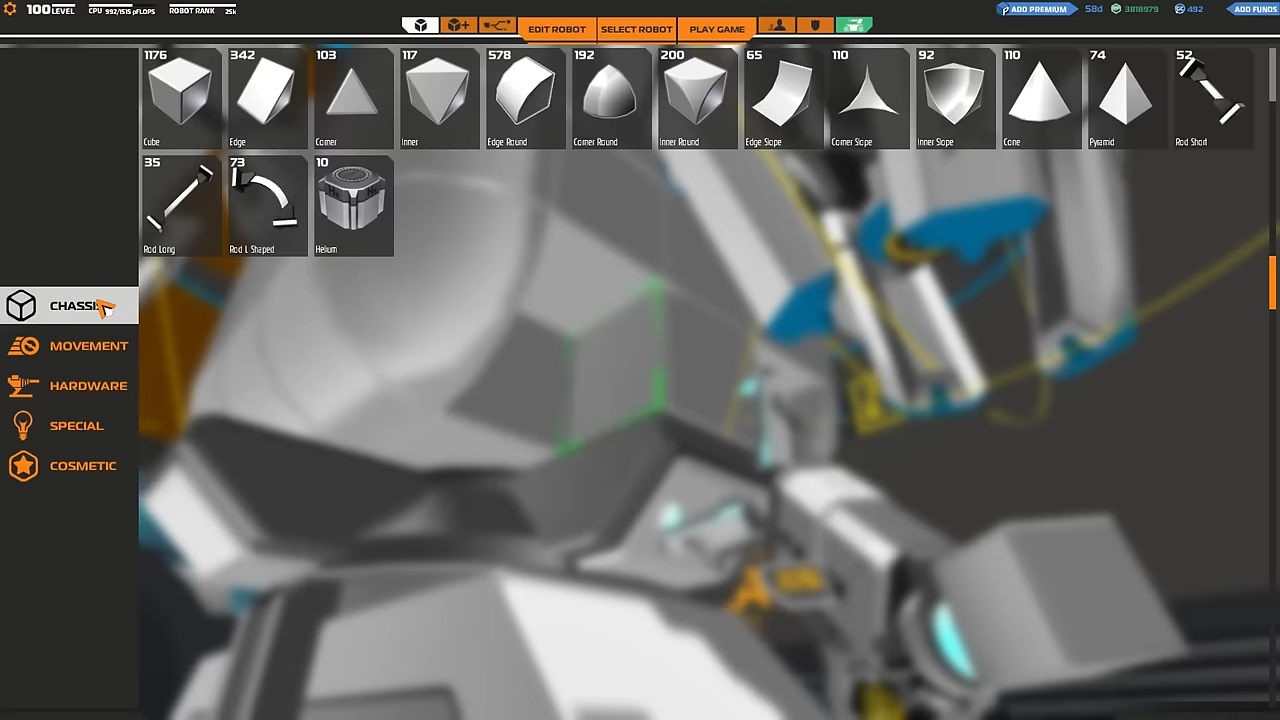 100 LEVEL CPU 992/1515 pFLOPS ROBOT RANK 25k
EDIT ROBOT SELECT ROBOT PLAY GAME
ADD PREMIUM 58d 3818979 492 ADD FUNDS
1176 342 103 117 578 192 200 65 110 92 110 74 52
Cube Edge Corner Inner Edge Round Corner Round Inner Round Edge Slope Corner Slope Inner Slope Cone Pyramid Rod Short
35 73 10
Rod Long Rod L Shaped Helium
CHASSIS
MOVEMENT
HARDWARE
SPECIAL
COSMETIC